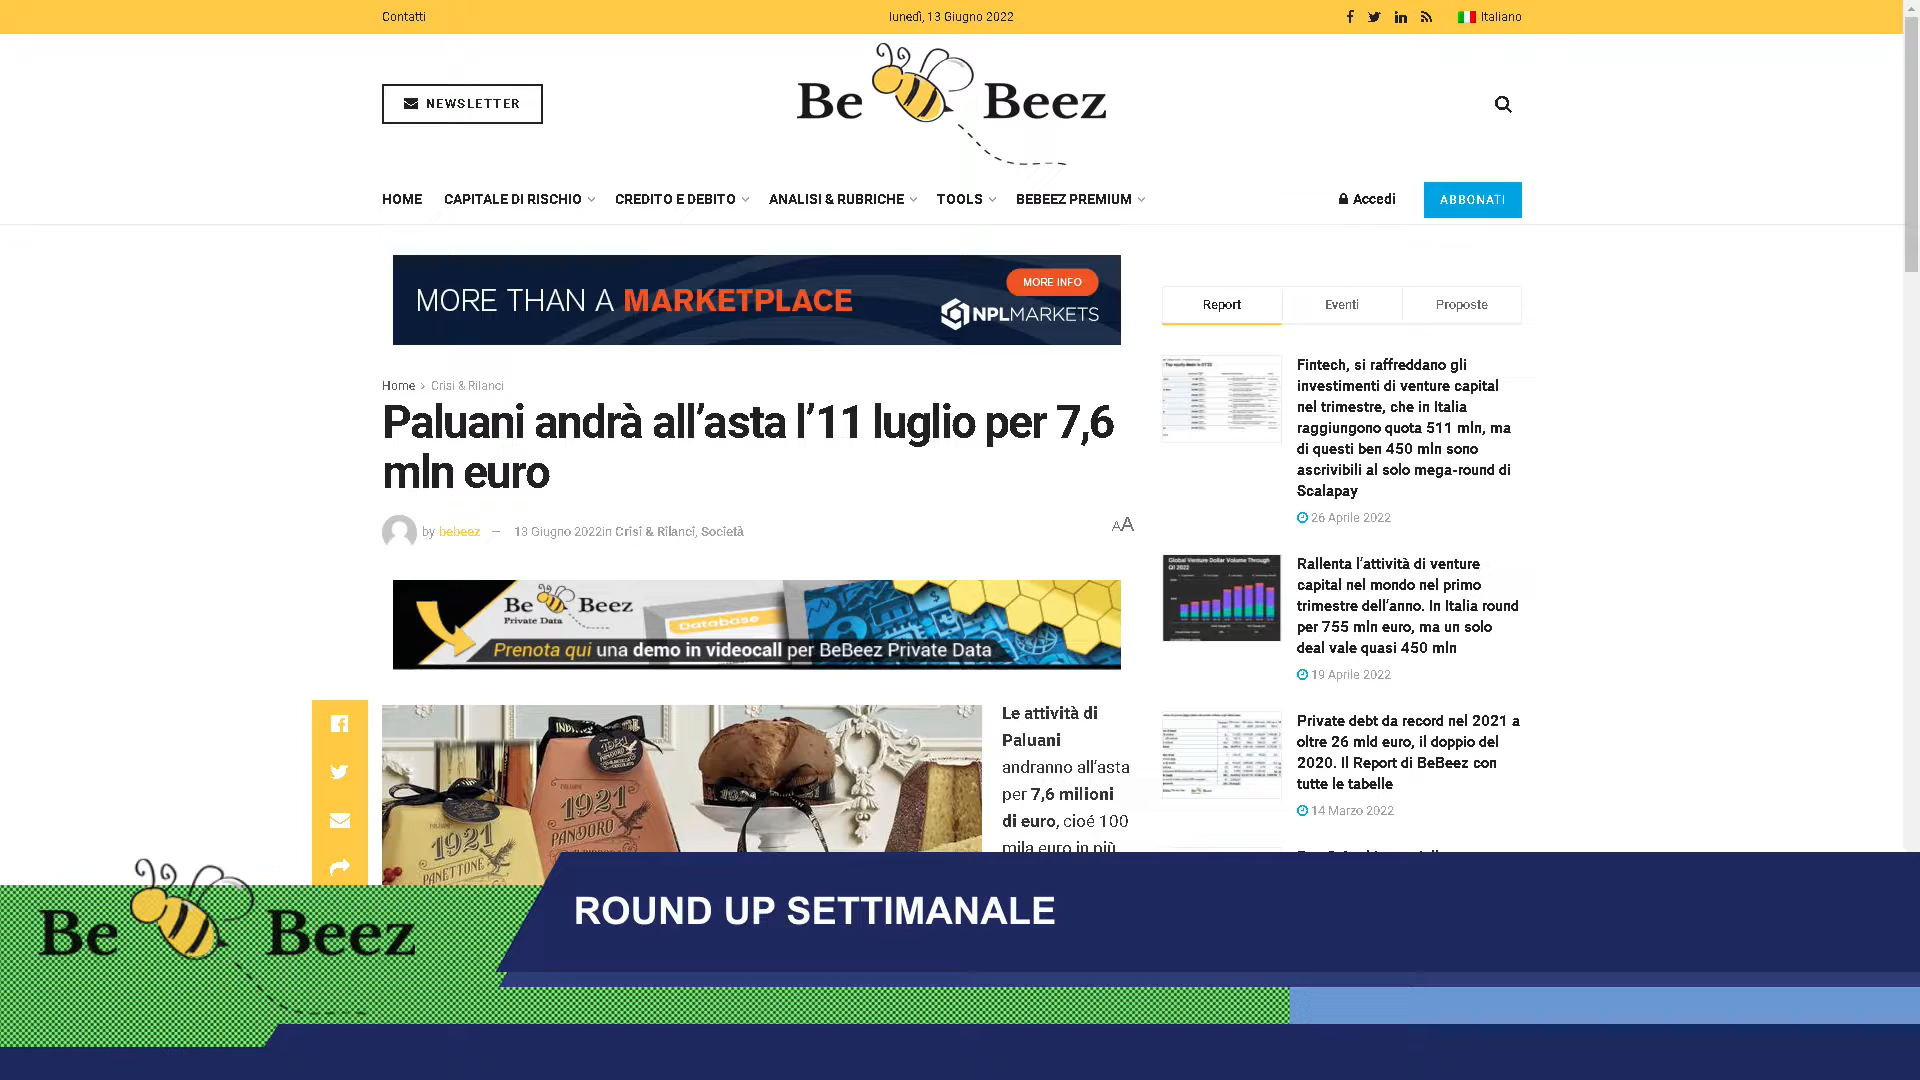 Contatti
lunedì, 13 Giugno 2022
Italiano
NEWSLETTER
Be Beez
HOME
CAPITALE DI RISCHIO
CREDITO E DEBITO
ANALISI & RUBRICHE
TOOLS
BEBEEZ PREMIUM
Accedi
ABBONATI
MORE THAN A MARKETPLACE
MORE INFO
NPLMARKETS
Report
Eventi
Proposte
Home > Crisi & Rilanci
Paluani andrà all’asta l’11 luglio per 7,6
mln euro
by bebeez — 13 Giugno 2022in Crisi & Rilanci, Società
AA
Be Beez
Private Data
Database
Prenota qui una demo in videocall per BeBeez Private Data
Le attività di
Paluani
andranno all’asta
per 7,6 milioni
di euro, cioé 100
mila euro in più
1921
PANETTONE
1921
PANDORO
1921
Fintech, si raffreddano gli
investimenti di venture capital
nel trimestre, che in Italia
raggiungono quota 511 mln, ma
di questi ben 450 mln sono
ascrivibili al solo mega-round di
Scalapay
26 Aprile 2022
Global Venture Dollar Volume Through
Q1 2022
Rallenta l’attività di venture
capital nel mondo nel primo
trimestre dell’anno. In Italia round
per 755 mln euro, ma un solo
deal vale quasi 450 mln
19 Aprile 2022
Private debt da record nel 2021 a
oltre 26 mld euro, il doppio del
2020. Il Report di BeBeez con
tutte le tabelle
14 Marzo 2022
Be Beez
ROUND UP SETTIMANALE